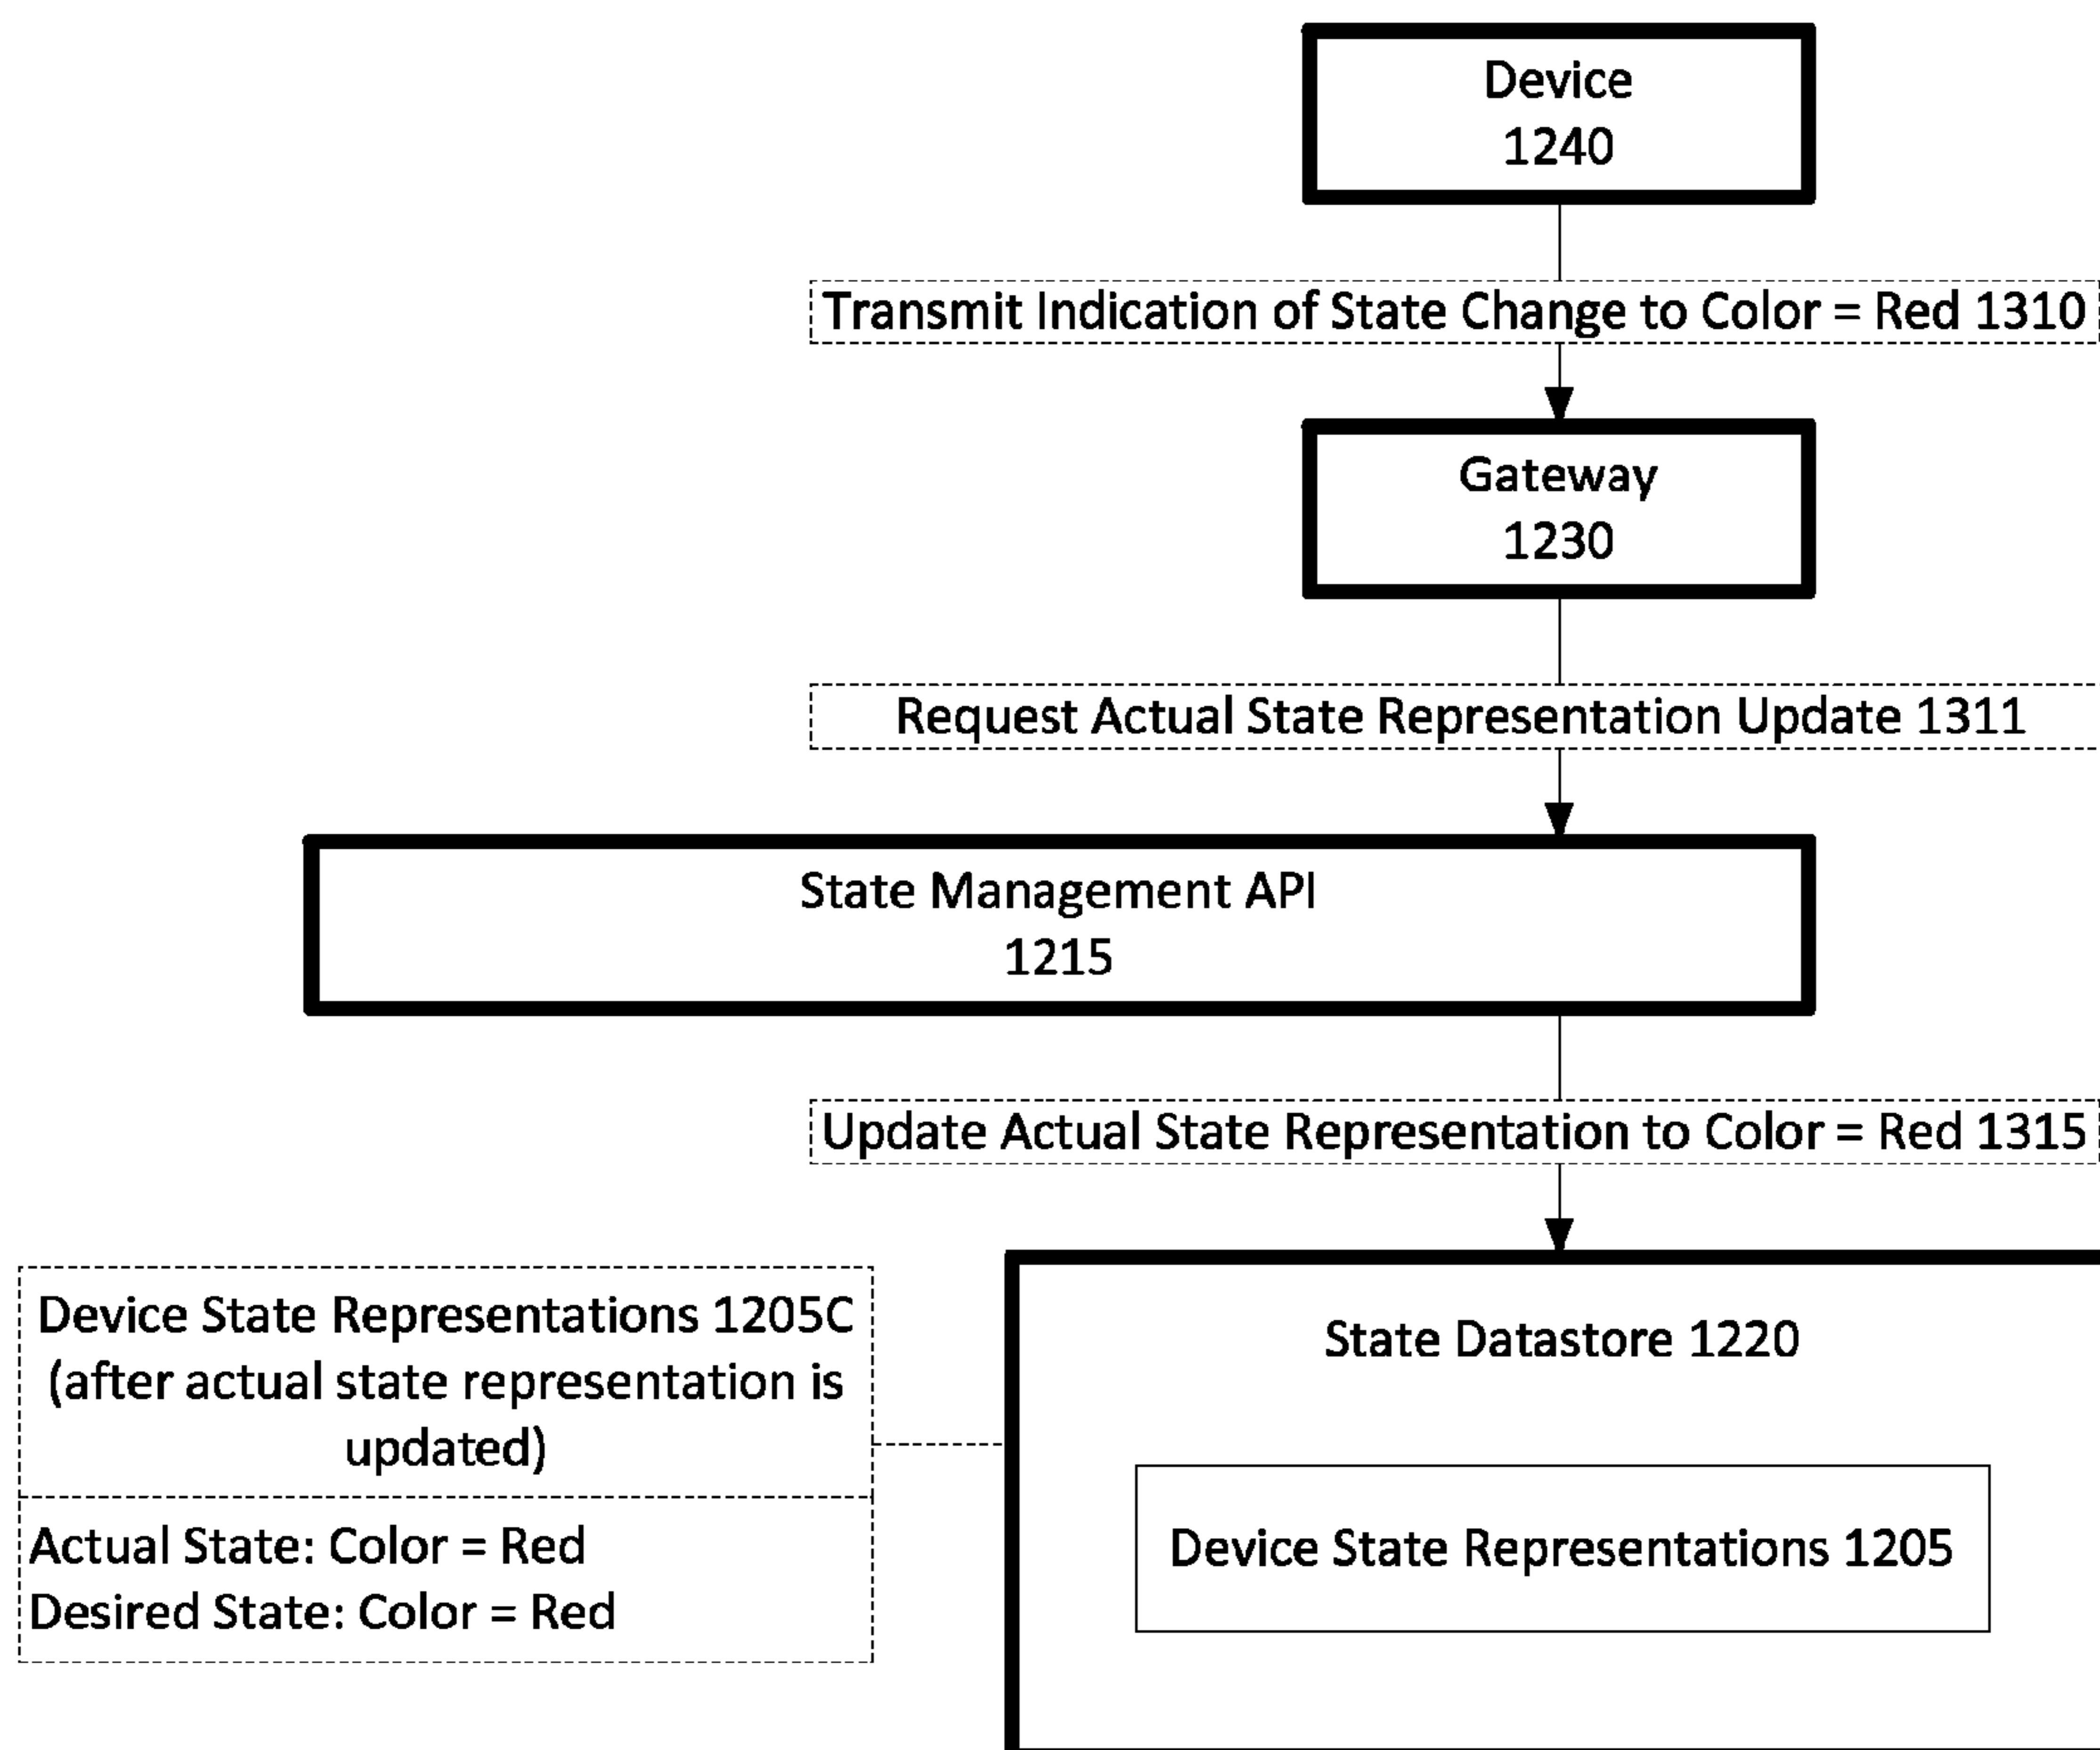 Device
1240
Transmit Indication of State Change to Color = Red 1310
Gateway
1230
Request Actual State Representation Update 1311
State Management API
1215
Update Actual State Representation to Color = Red 1315
Device State Representations 1205C
(after actual state representation is
updated)
Actual State: Color = Red
Desired State: Color = Red
State Datastore 1220
Device State Representations 1205